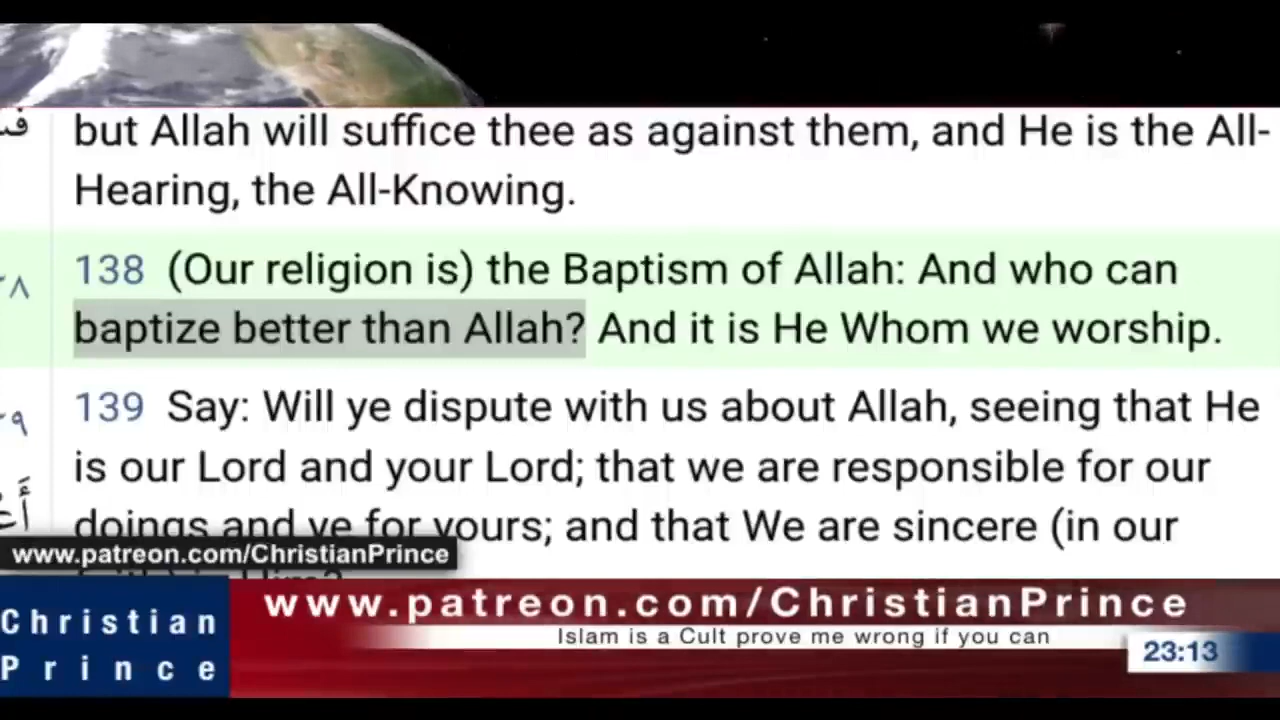 but Allah will suffice thee as against them, and He is the All-
Hearing, the All-Knowing.
138 (Our religion is) the Baptism of Allah: And who can
baptize better than Allah? And it is He Whom we worship.
139 Say: Will ye dispute with us about Allah, seeing that He
is our Lord and your Lord; that we are responsible for our
doings and ye for yours; and that We are sincere (in our
www.patreon.com/ChristianPrince
www.patreon.com/ChristianPrince
Islam is a Cult prove me wrong if you can
Christian
Prince
23:13